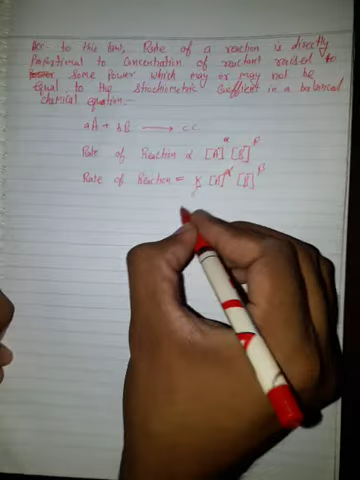 Acc- to this law, Rate of a reaction is directly
Proportional to concentration of reactant raised to
some Power which may or may not be
equal to the stiochiometric Coefficient in a balanced
chemical equation.-
aA + bB ⟶ cC
Rate of Reaction ∝ [A]^α [B]^β
Rate of Reaction = k [A]^α [B]^β